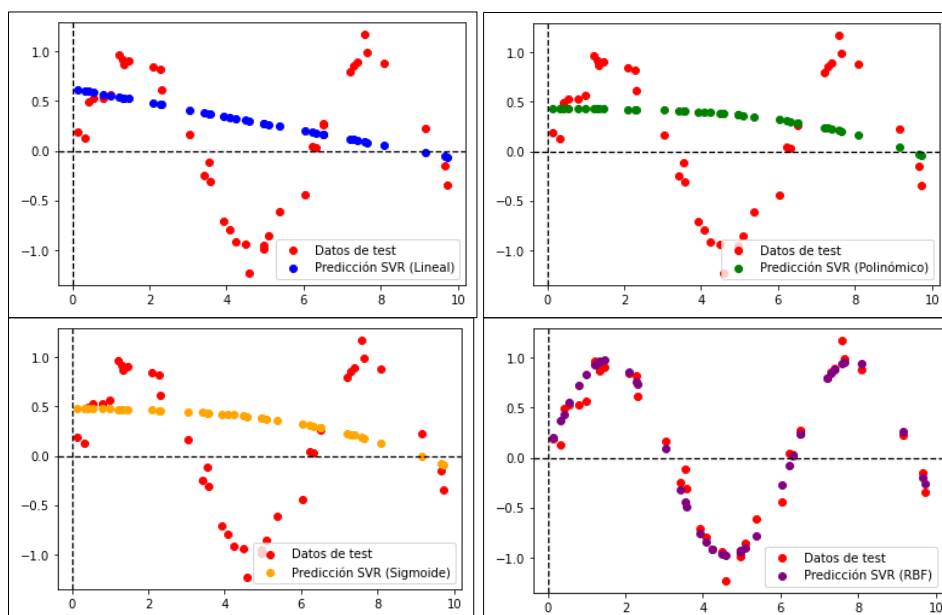 1.0
0.5
0.0
−0.5
−1.0
Datos de test
Predicción SVR (Lineal)
0 2 4 6 8 10
1.0
0.5
0.0
−0.5
−1.0
Datos de test
Predicción SVR (Polinómico)
0 2 4 6 8 10
1.0
0.5
0.0
−0.5
−1.0
Datos de test
Predicción SVR (Sigmoide)
0 2 4 6 8 10
1.0
0.5
0.0
−0.5
−1.0
Datos de test
Predicción SVR (RBF)
0 2 4 6 8 10